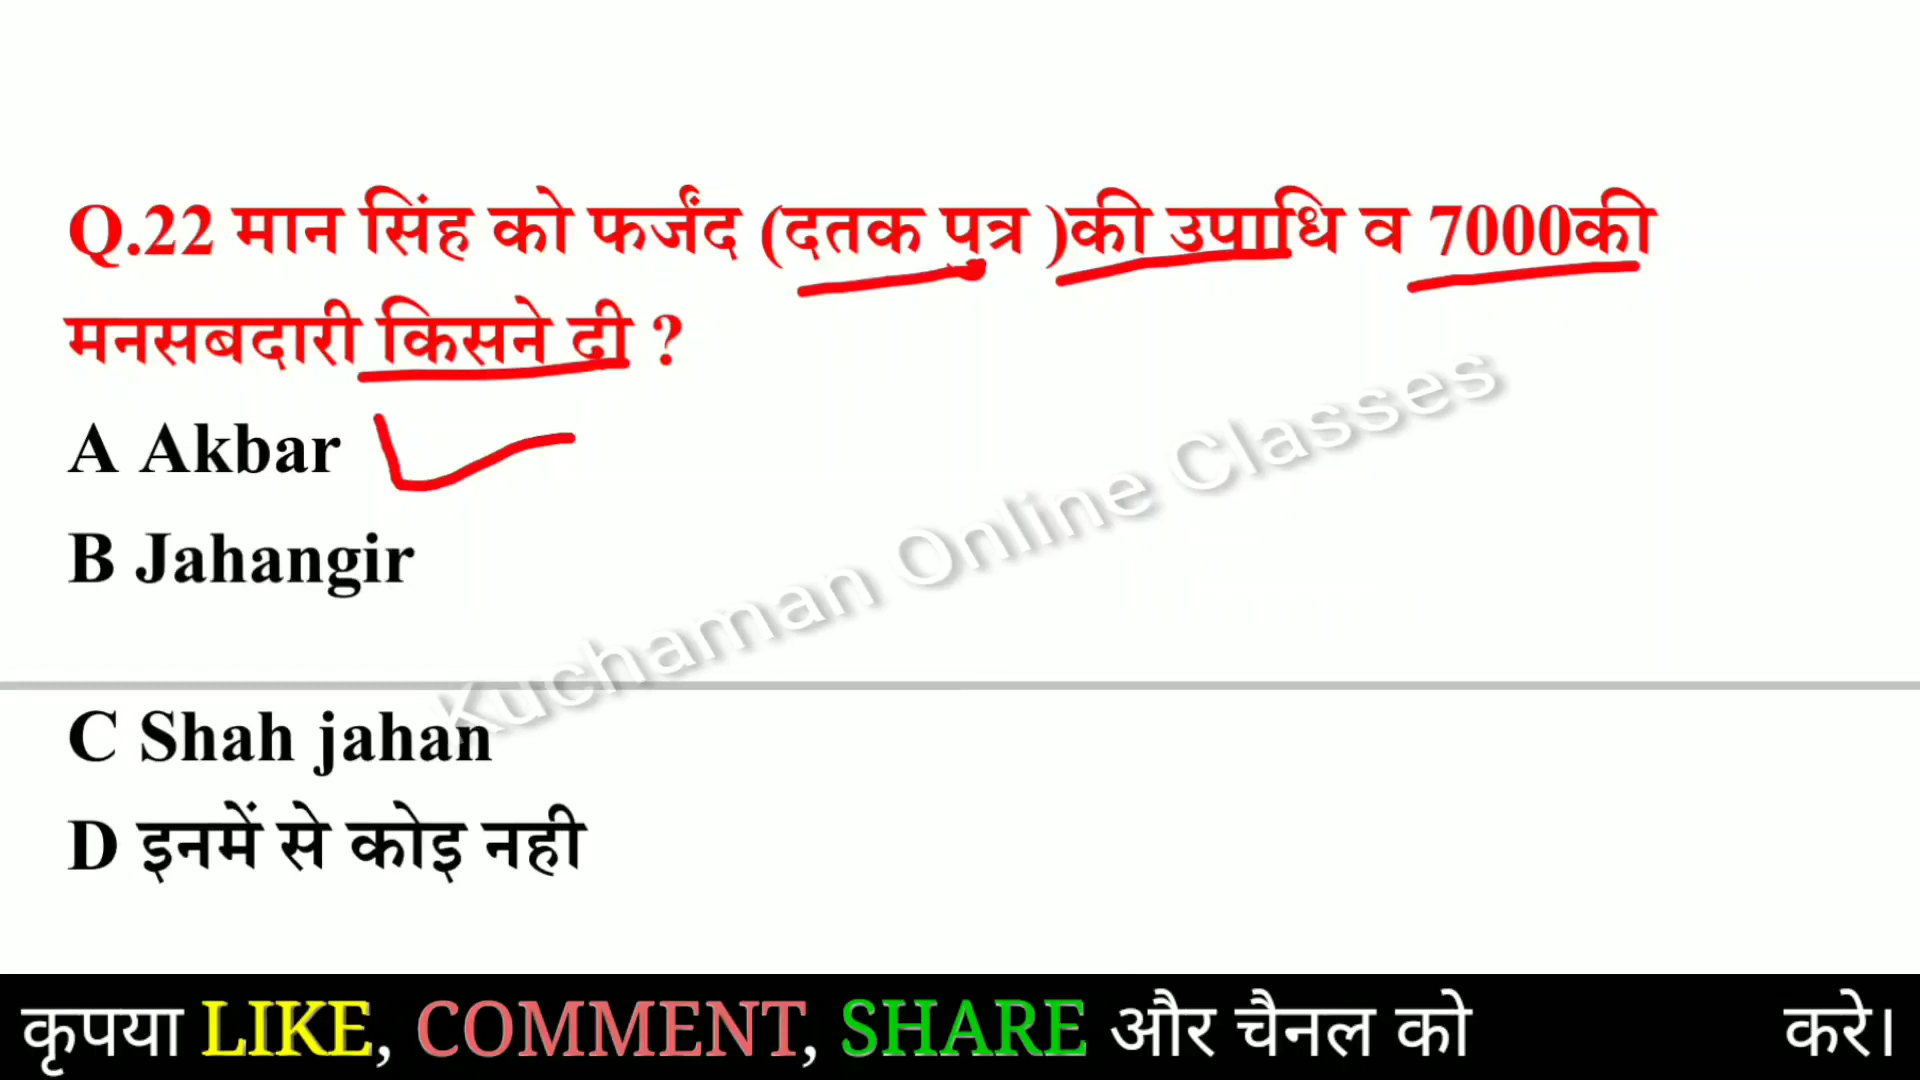 Q.22 मान सिंह को फर्जंद (दतक पुत्र )की उपाधि व 7000की
मनसबदारी किसने दी ?
A Akbar
B Jahangir
Kuchaman Online Classes
C Shah jahan
D इनमें से कोइ नही
कृपया LIKE, COMMENT, SHARE और चैनल को करे।